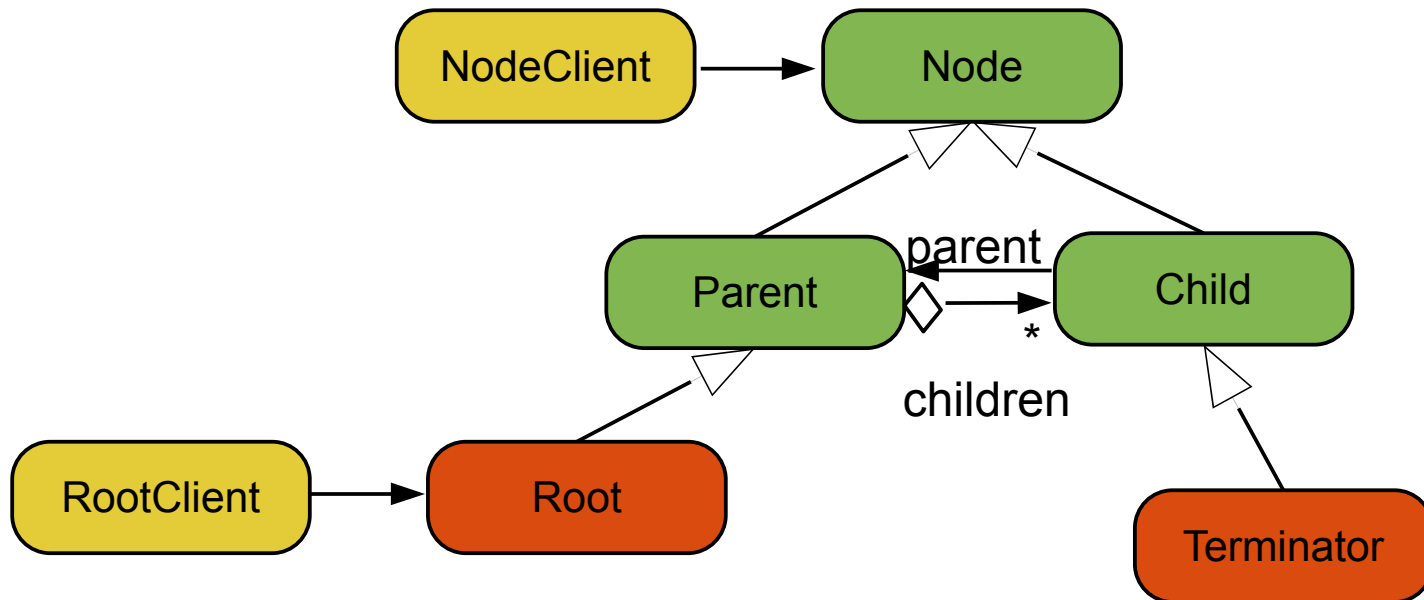 NodeClient
Node
parent
Parent
Child
*
children
RootClient
Root
Terminator